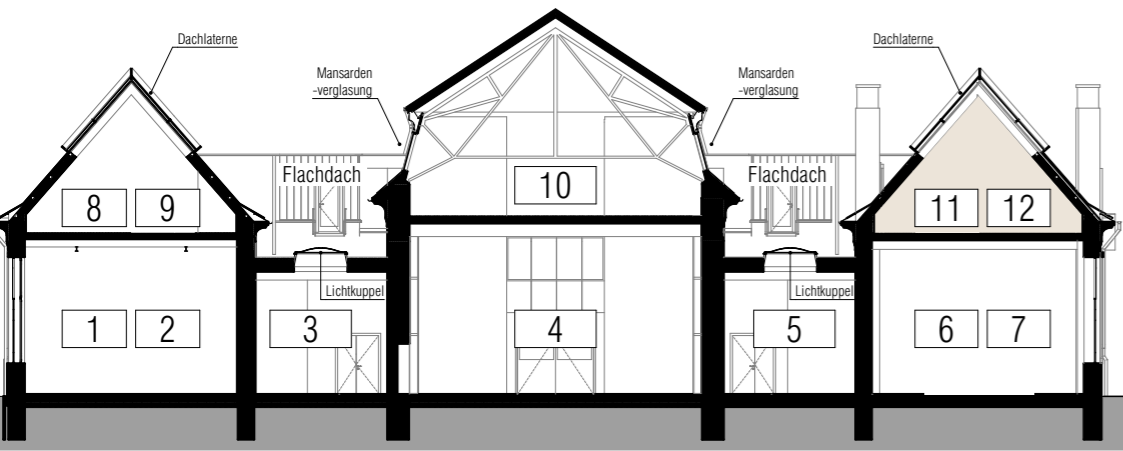 Dachlaterne
Dachlaterne
Mansarden
-verglasung
Mansarden
-verglasung
Flachdach
Flachdach
8
9
10
11
12
Lichtkuppel
Lichtkuppel
1
2
3
4
5
6
7